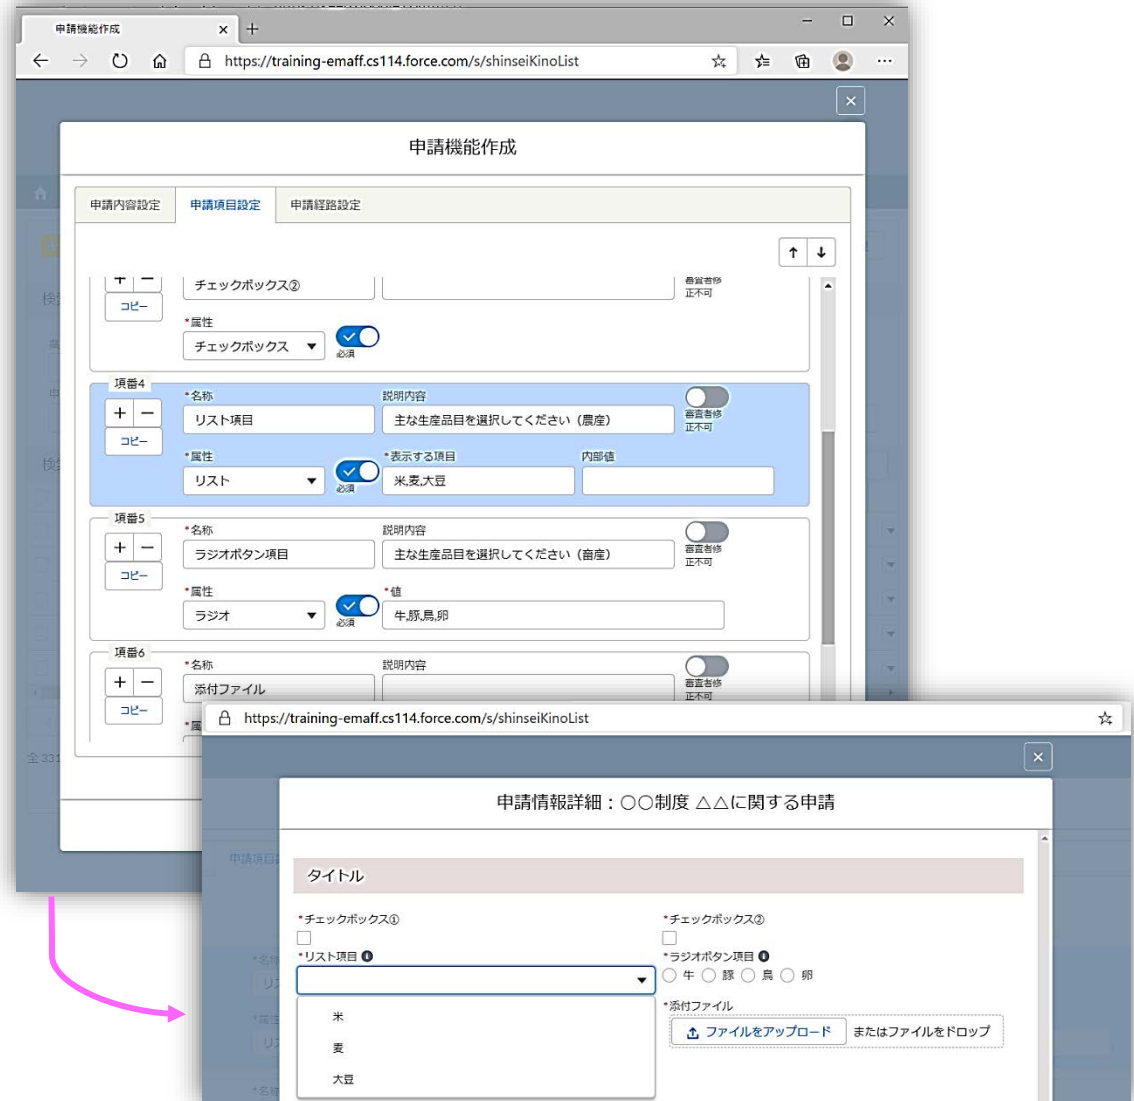 申請機能作成
https://training-emaff.cs114.force.com/s/shinseiKinoList
申請機能作成
申請内容設定 申請項目設定 申請経路設定
チェックボックス②
審査者修正不可
コピー
*属性
チェックボックス
必須
項番4
*名称 説明内容
リスト項目 主な生産品目を選択してください（農産）
審査者修正不可
コピー
*属性 *表示する項目 内部値
リスト 必須 米,麦,大豆
項番5
*名称 説明内容
ラジオボタン項目 主な生産品目を選択してください（畜産）
審査者修正不可
コピー
*属性 *値
ラジオ 必須 牛,豚,鳥,卵
項番6
*名称 説明内容
添付ファイル
審査者修正不可
コピー
*属
全331
https://training-emaff.cs114.force.com/s/shinseiKinoList
申請情報詳細：〇〇制度 △△に関する申請
申請項目
タイトル
*チェックボックス① *チェックボックス②
*リスト項目 *ラジオボタン項目
牛 豚 鳥 卵
米
麦
大豆
*添付ファイル
ファイルをアップロード またはファイルをドロップ